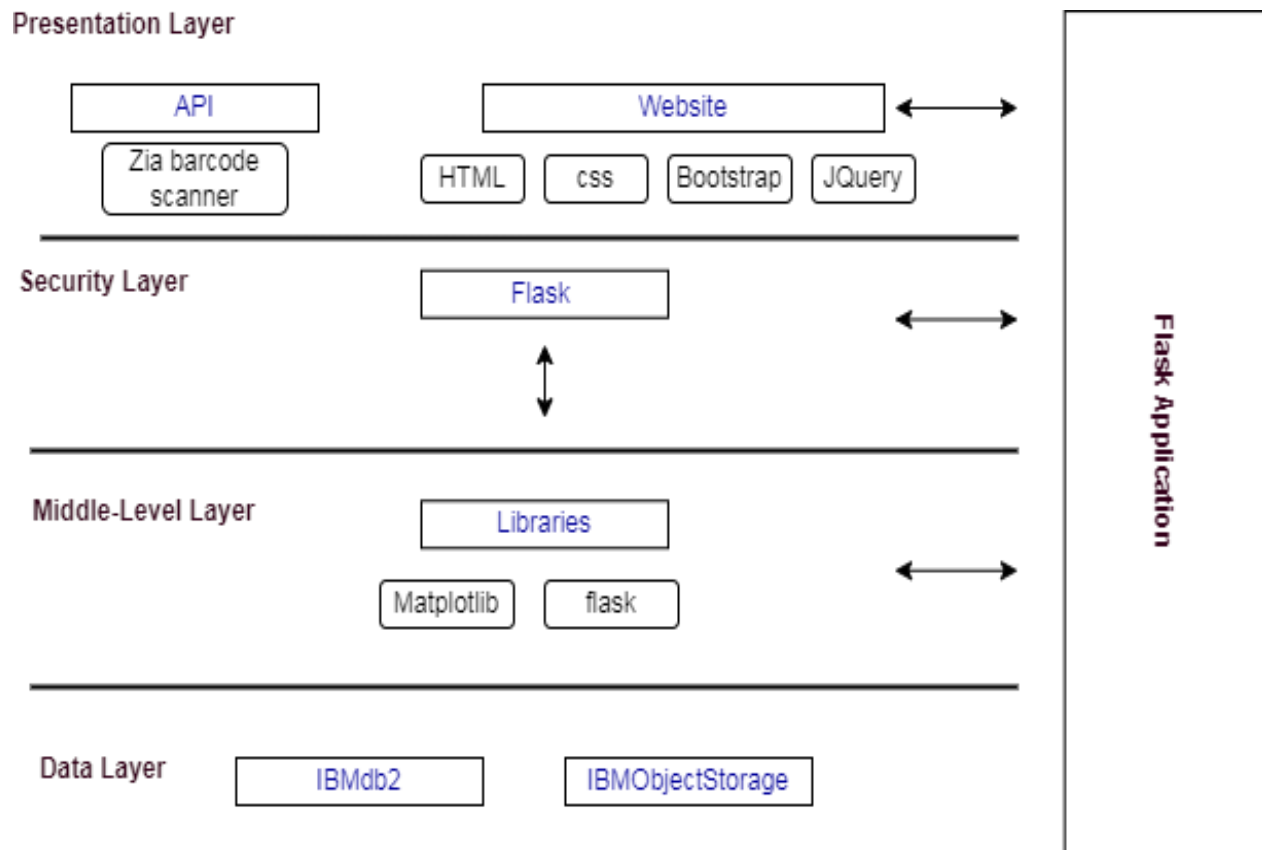 Presentation Layer
API
Website
Zia barcode
scanner
HTML
css
Bootstrap
JQuery
Security Layer
Flask
Flask Application
Middle-Level Layer
Libraries
Matplotlib
flask
Data Layer
IBMdb2
IBMObjectStorage